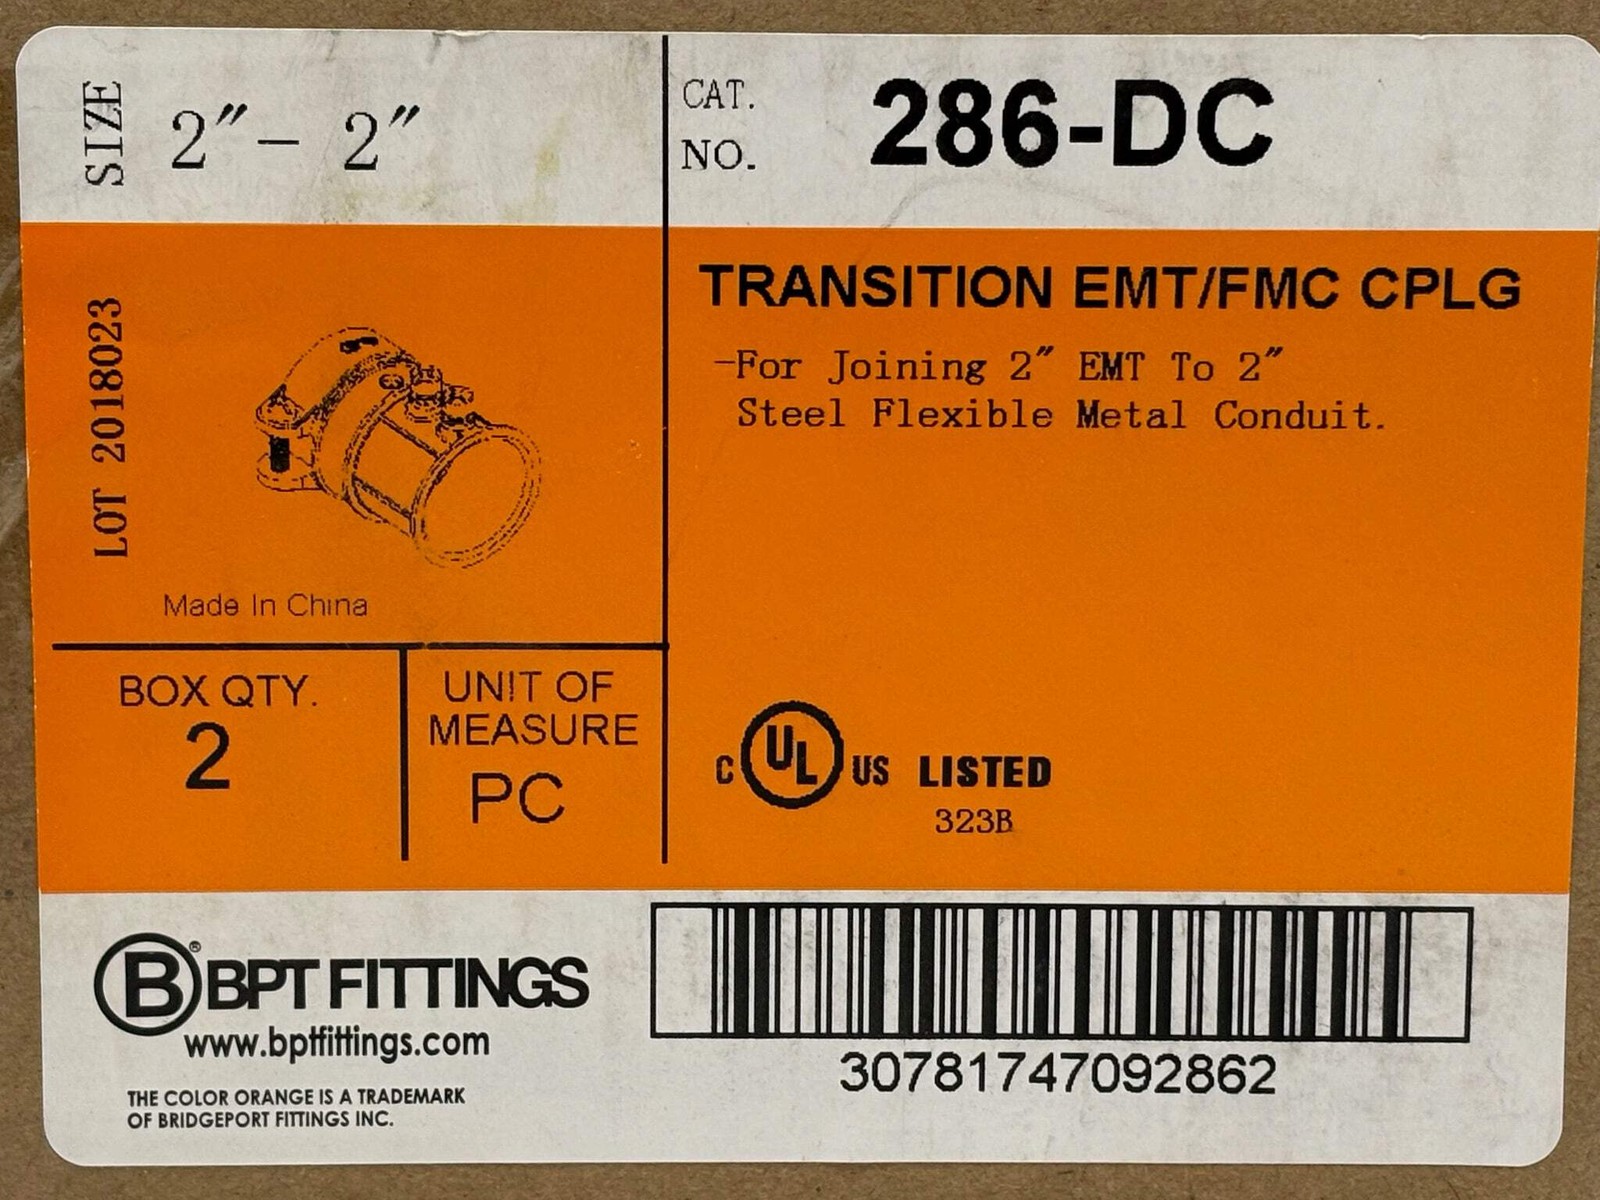 SIZE 2″- 2″
CAT. NO. 286-DC
LOT 2018023
Made In China
TRANSITION EMT/FMC CPLG
-For Joining 2″ EMT To 2″
Steel Flexible Metal Conduit.
BOX QTY.
2
UNIT OF
MEASURE
PC
C UL US LISTED
323B
B® BPT FITTINGS
www.bptfittings.com
THE COLOR ORANGE IS A TRADEMARK
OF BRIDGEPORT FITTINGS INC.
30781747092862